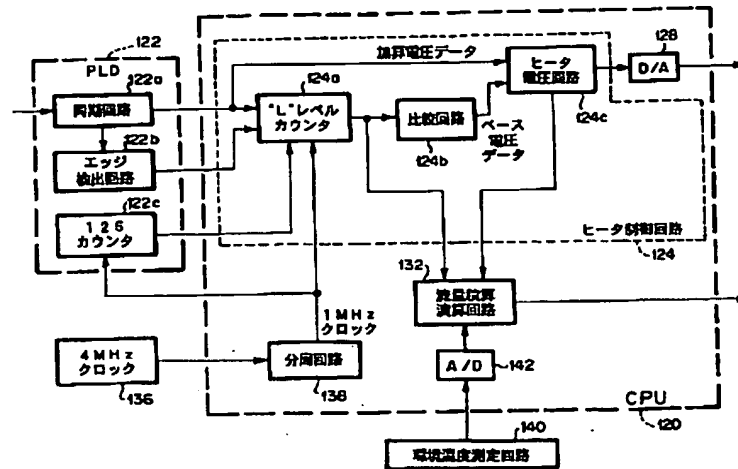 122
PLD
122a
同期回路
122b
エッジ
検出回路
122c
126
カウンタ
加算電圧データ
124a
"L"レベル
カウンタ
比較回路
124b
ベース
電圧
データ
ヒータ
電圧回路
124c
128
D/A
ヒータ制御回路
124
132
流量換算
演算回路
1MHz
クロック
4MHz
クロック
136
分周回路
138
A/D
142
CPU
120
140
環境温度測定回路